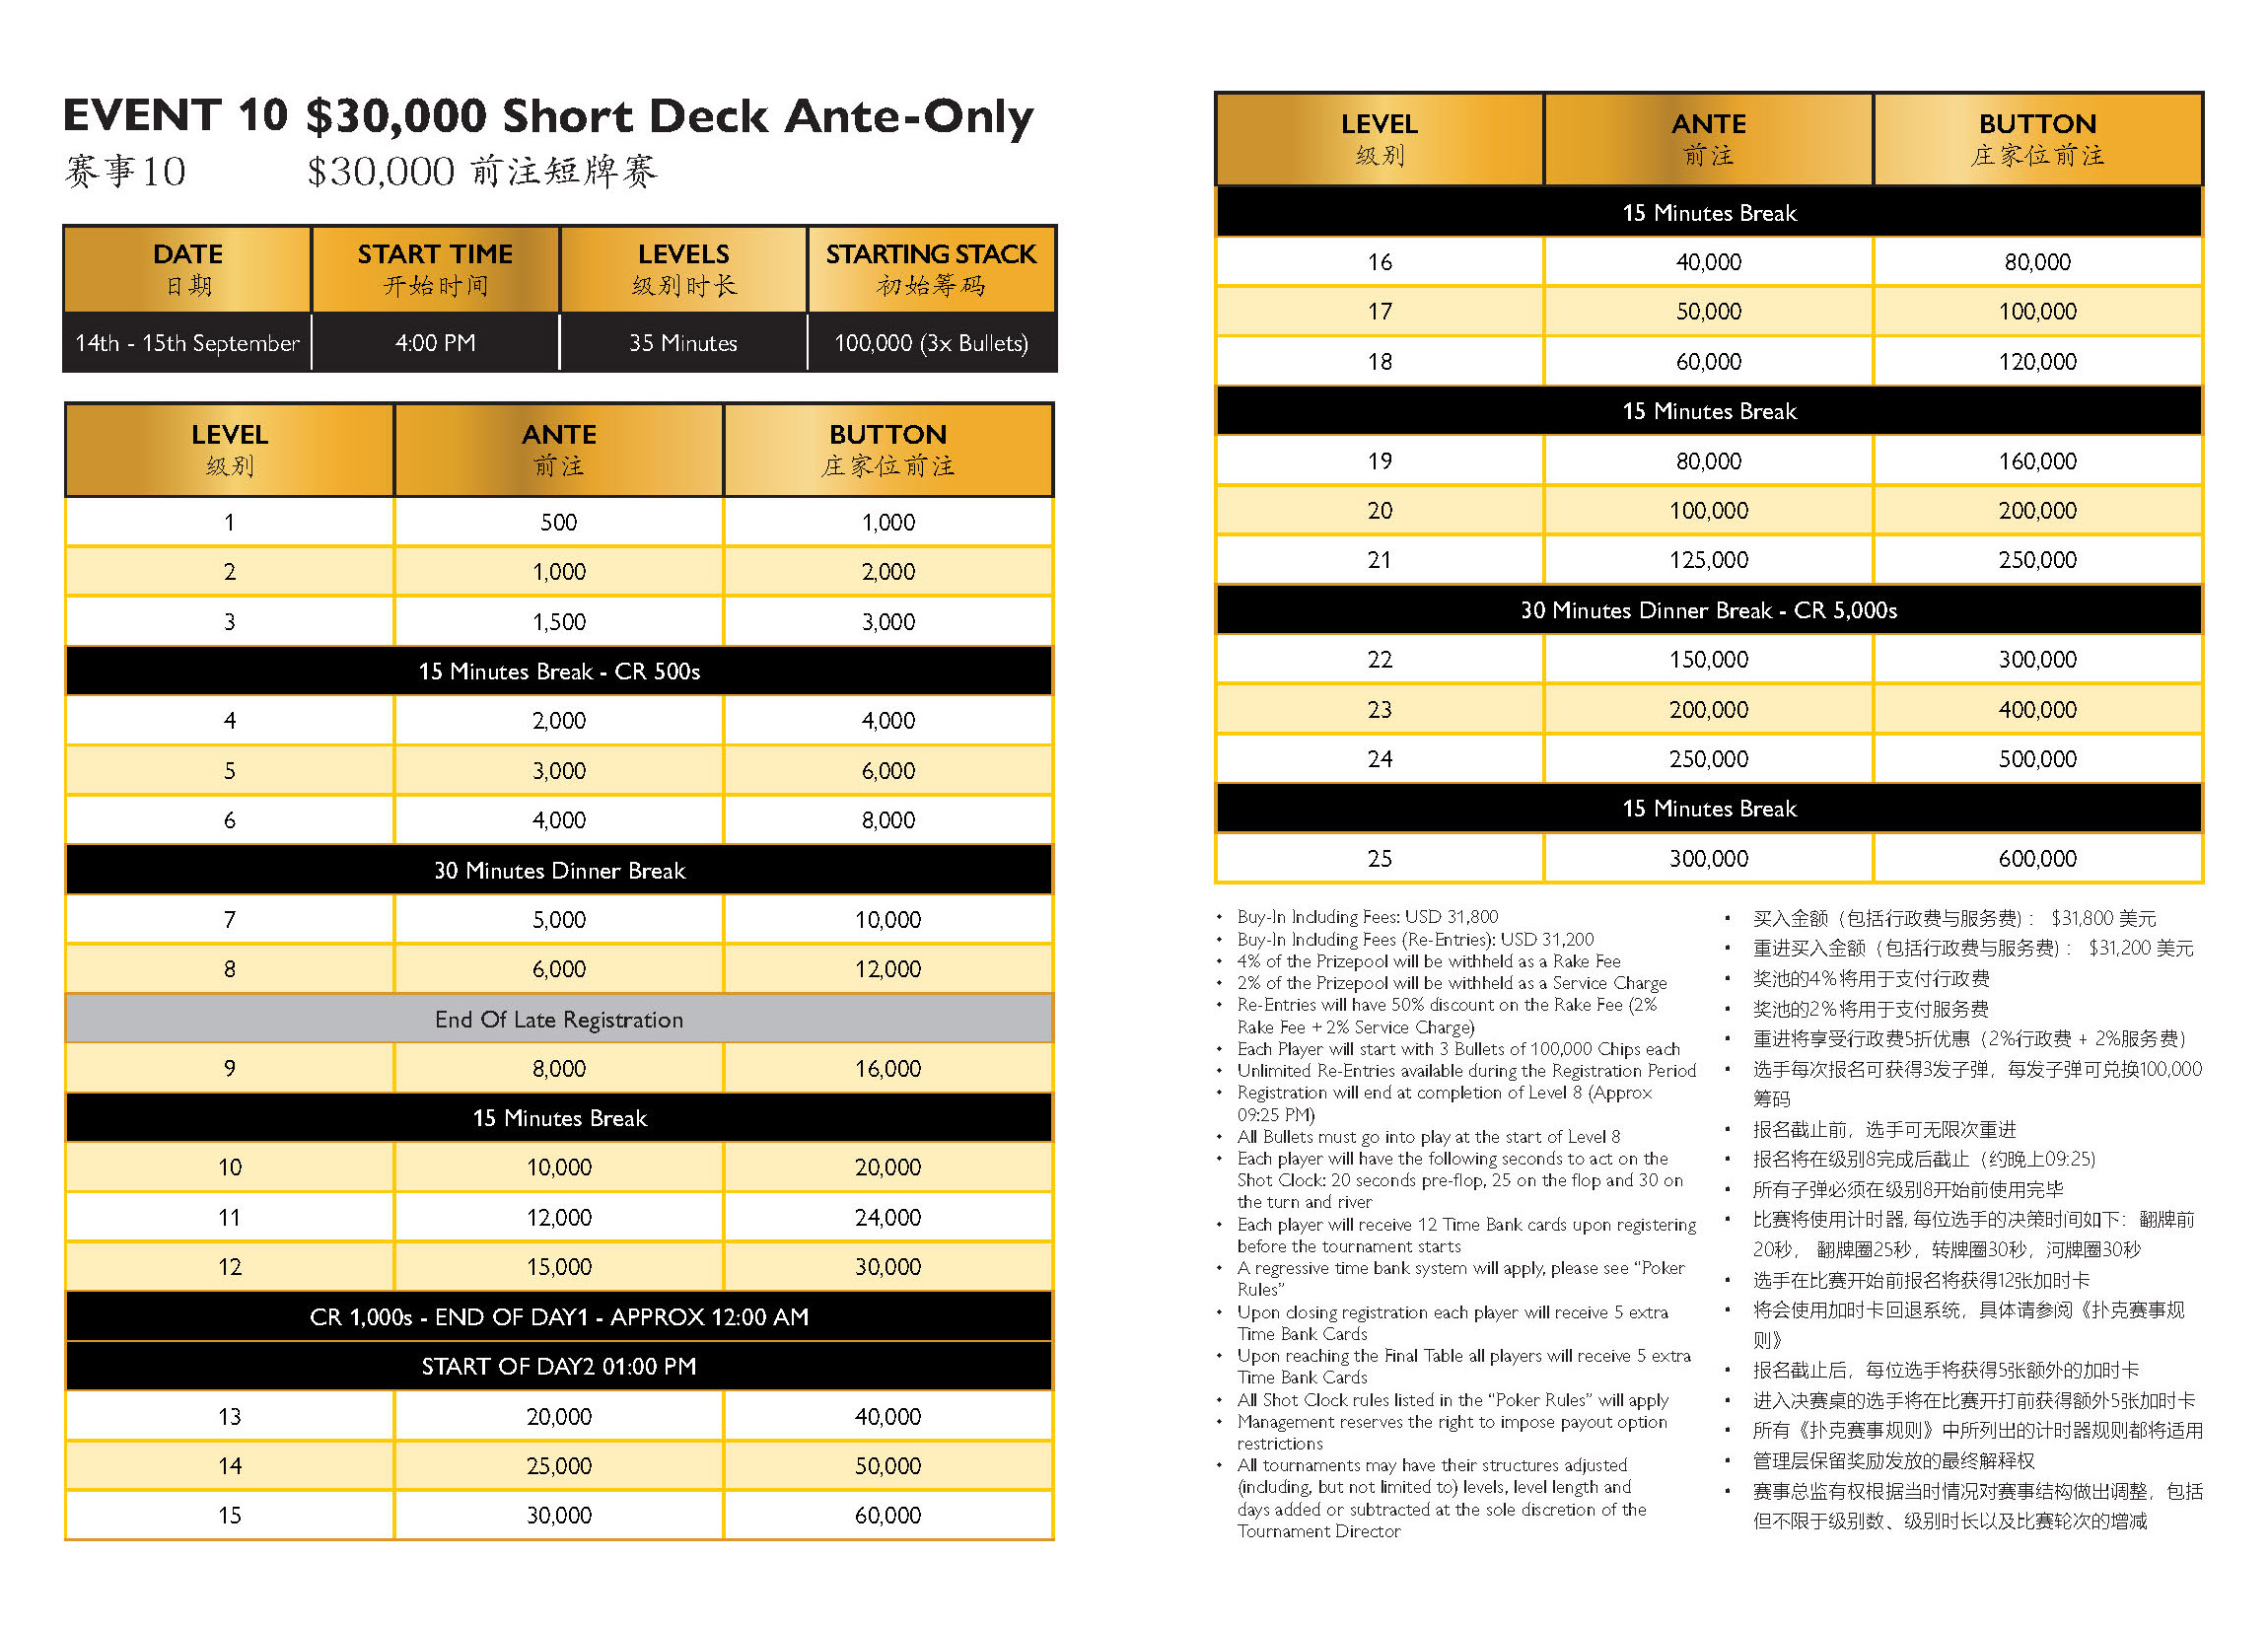 EVENT 10 $30,000 Short Deck Ante-Only
赛事10 $30,000 前注短牌赛
DATE START TIME LEVELS STARTING STACK
日期 开始时间 级别时长 初始筹码
14th - 15th September 4:00 PM 35 Minutes 100,000 (3x Bullets)
LEVEL ANTE BUTTON
级别 前注 庄家位前注
1 500 1,000
2 1,000 2,000
3 1,500 3,000
15 Minutes Break - CR 500s
4 2,000 4,000
5 3,000 6,000
6 4,000 8,000
30 Minutes Dinner Break
7 5,000 10,000
8 6,000 12,000
End Of Late Registration
9 8,000 16,000
15 Minutes Break
10 10,000 20,000
11 12,000 24,000
12 15,000 30,000
CR 1,000s - END OF DAY1 - APPROX 12:00 AM
START OF DAY2 01:00 PM
13 20,000 40,000
14 25,000 50,000
15 30,000 60,000
LEVEL ANTE BUTTON
级别 前注 庄家位前注
15 Minutes Break
16 40,000 80,000
17 50,000 100,000
18 60,000 120,000
15 Minutes Break
19 80,000 160,000
20 100,000 200,000
21 125,000 250,000
30 Minutes Dinner Break - CR 5,000s
22 150,000 300,000
23 200,000 400,000
24 250,000 500,000
15 Minutes Break
25 300,000 600,000
• Buy-In Including Fees: USD 31,800
• Buy-In Including Fees (Re-Entries): USD 31,200
• 4% of the Prizepool will be withheld as a Rake Fee
• 2% of the Prizepool will be withheld as a Service Charge
• Re-Entries will have 50% discount on the Rake Fee (2%
Rake Fee + 2% Service Charge)
• Each Player will start with 3 Bullets of 100,000 Chips each
• Unlimited Re-Entries available during the Registration Period
• Registration will end at completion of Level 8 (Approx
09:25 PM)
• All Bullets must go into play at the start of Level 8
• Each player will have the following seconds to act on the
Shot Clock: 20 seconds pre-flop, 25 on the flop and 30 on
the turn and river
• Each player will receive 12 Time Bank cards upon registering
before the tournament starts
• A regressive time bank system will apply, please see “Poker
Rules”
• Upon closing registration each player will receive 5 extra
Time Bank Cards
• Upon reaching the Final Table all players will receive 5 extra
Time Bank Cards
• All Shot Clock rules listed in the “Poker Rules” will apply
• Management reserves the right to impose payout option
restrictions
• All tournaments may have their structures adjusted
(including, but not limited to) levels, level length and
days added or subtracted at the sole discretion of the
Tournament Director
• 买入金额（包括行政费与服务费）： $31,800 美元
• 重进买入金额（包括行政费与服务费）： $31,200 美元
• 奖池的4%将用于支付行政费
• 奖池的2%将用于支付服务费
• 重进将享受行政费5折优惠（2%行政费 + 2%服务费）
• 选手每次报名可获得3发子弹，每发子弹可兑换100,000
筹码
• 报名截止前，选手可无限次重进
• 报名将在级别8完成后截止（约晚上09:25)
• 所有子弹必须在级别8开始前使用完毕
• 比赛将使用计时器, 每位选手的决策时间如下：翻牌前
20秒， 翻牌圈25秒，转牌圈30秒，河牌圈30秒
• 选手在比赛开始前报名将获得12张加时卡
• 将会使用加时卡回退系统，具体请参阅《扑克赛事规
则》
• 报名截止后，每位选手将获得5张额外的加时卡
• 进入决赛桌的选手将在比赛开打前获得额外5张加时卡
• 所有《扑克赛事规则》中所列出的计时器规则都将适用
• 管理层保留奖励发放的最终解释权
• 赛事总监有权根据当时情况对赛事结构做出调整，包括
但不限于级别数、级别时长以及比赛轮次的增减